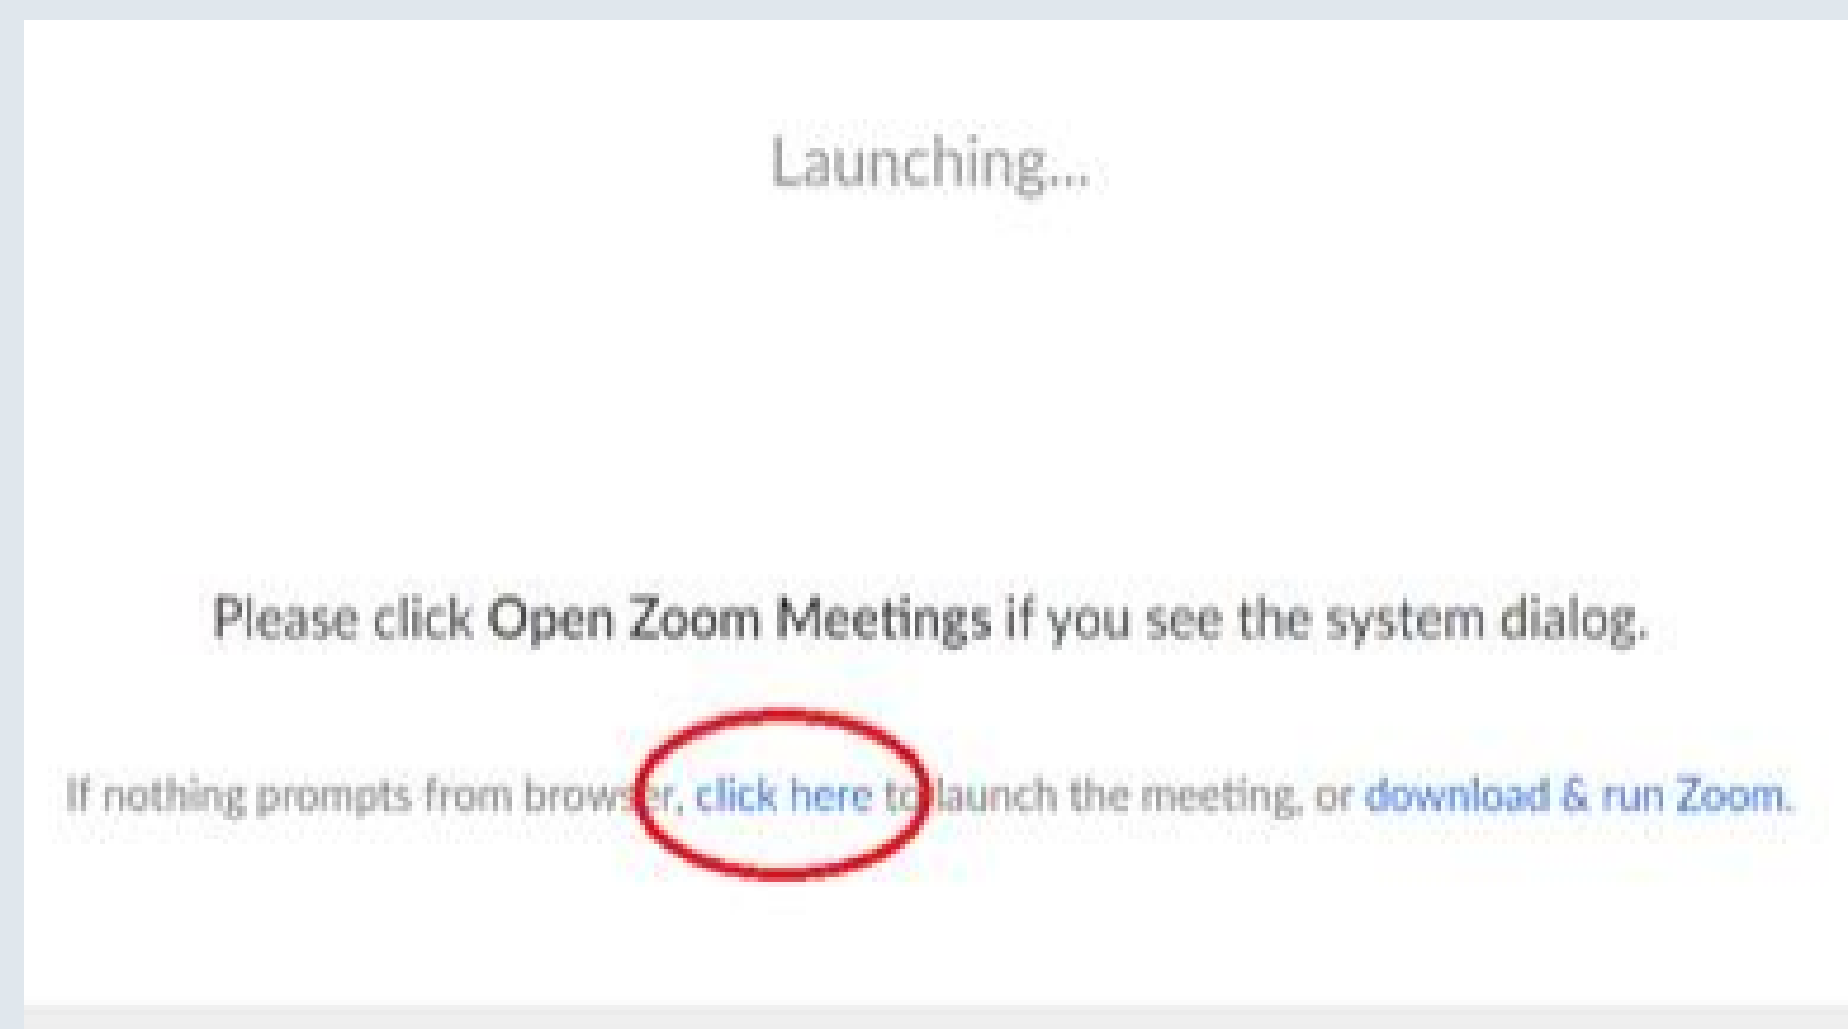 Launching...
Please click Open Zoom Meetings if you see the system dialog.
If nothing prompts from browser, click here to launch the meeting, or download & run Zoom.